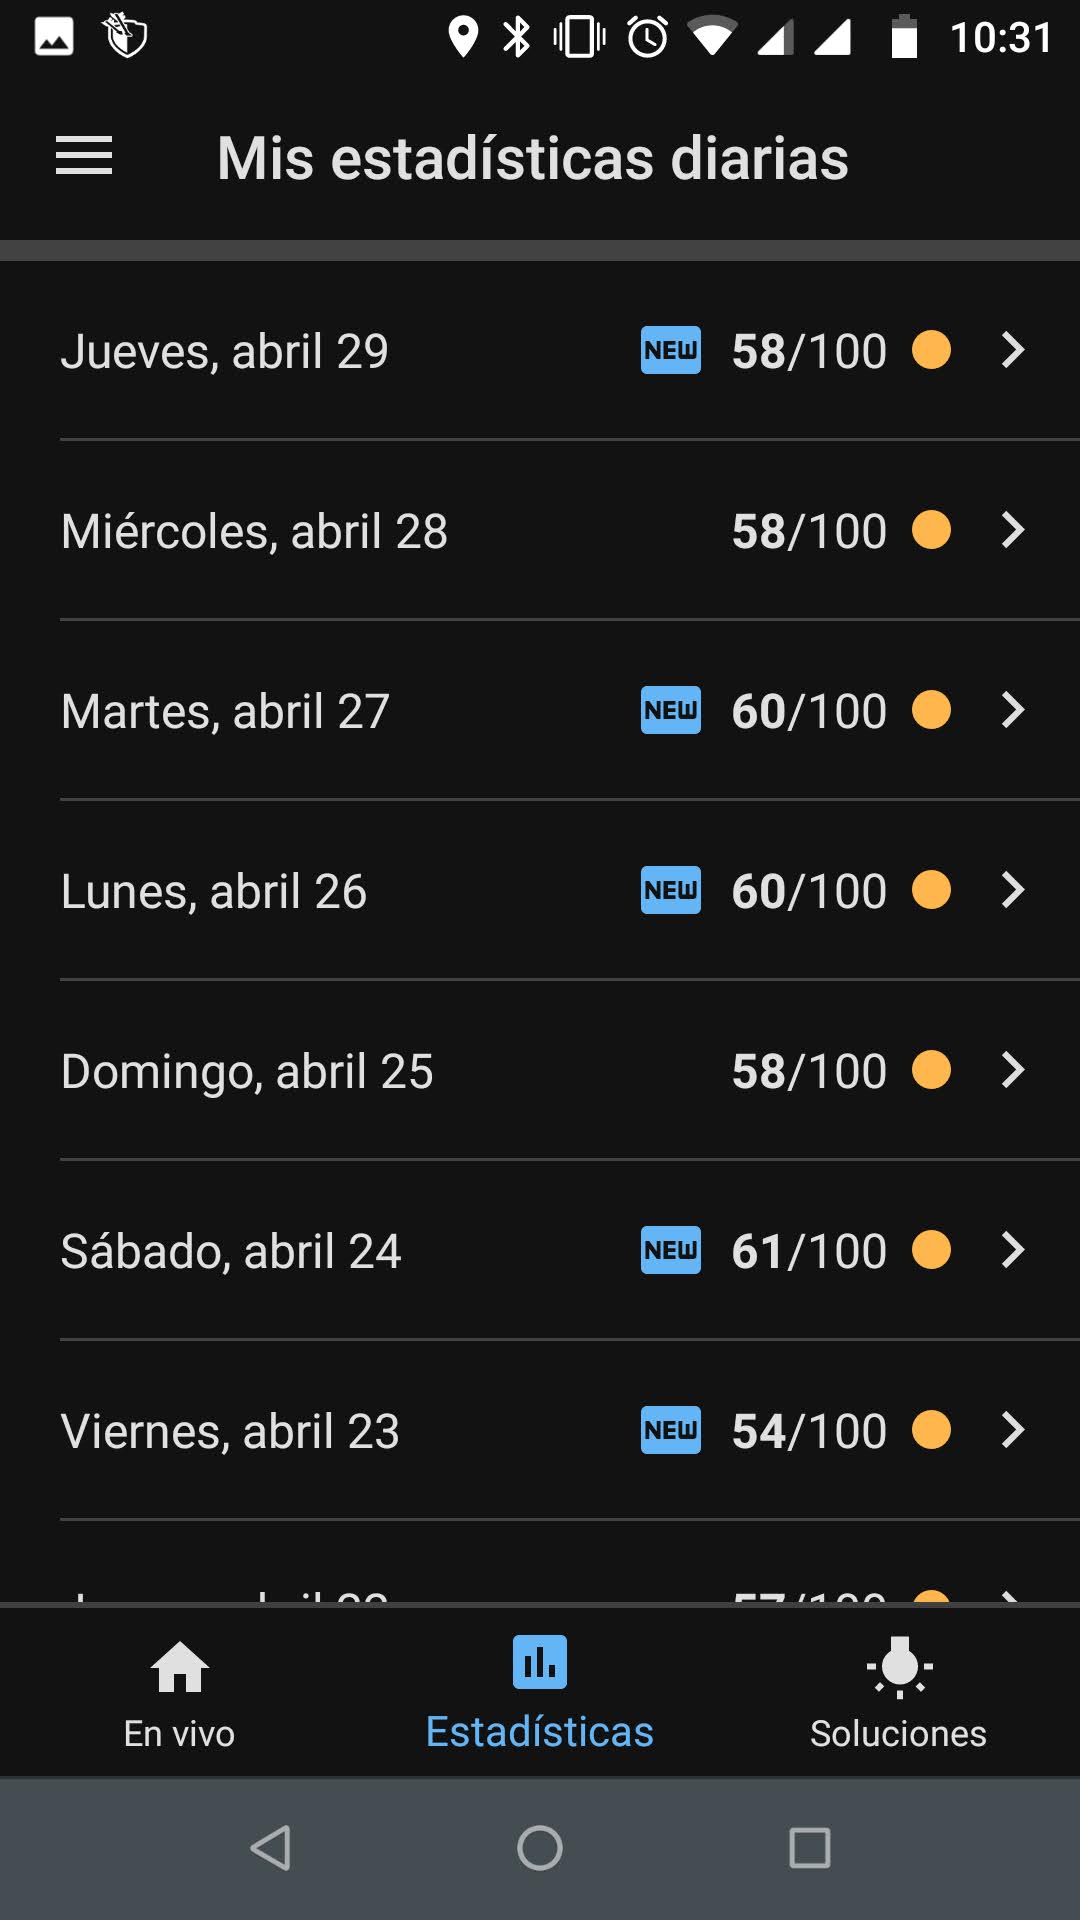 10:31
Mis estadísticas diarias
Jueves, abril 29 NEW 58/100
Miércoles, abril 28 58/100
Martes, abril 27 NEW 60/100
Lunes, abril 26 NEW 60/100
Domingo, abril 25 58/100
Sábado, abril 24 NEW 61/100
Viernes, abril 23 NEW 54/100
57/100
En vivo Estadísticas Soluciones